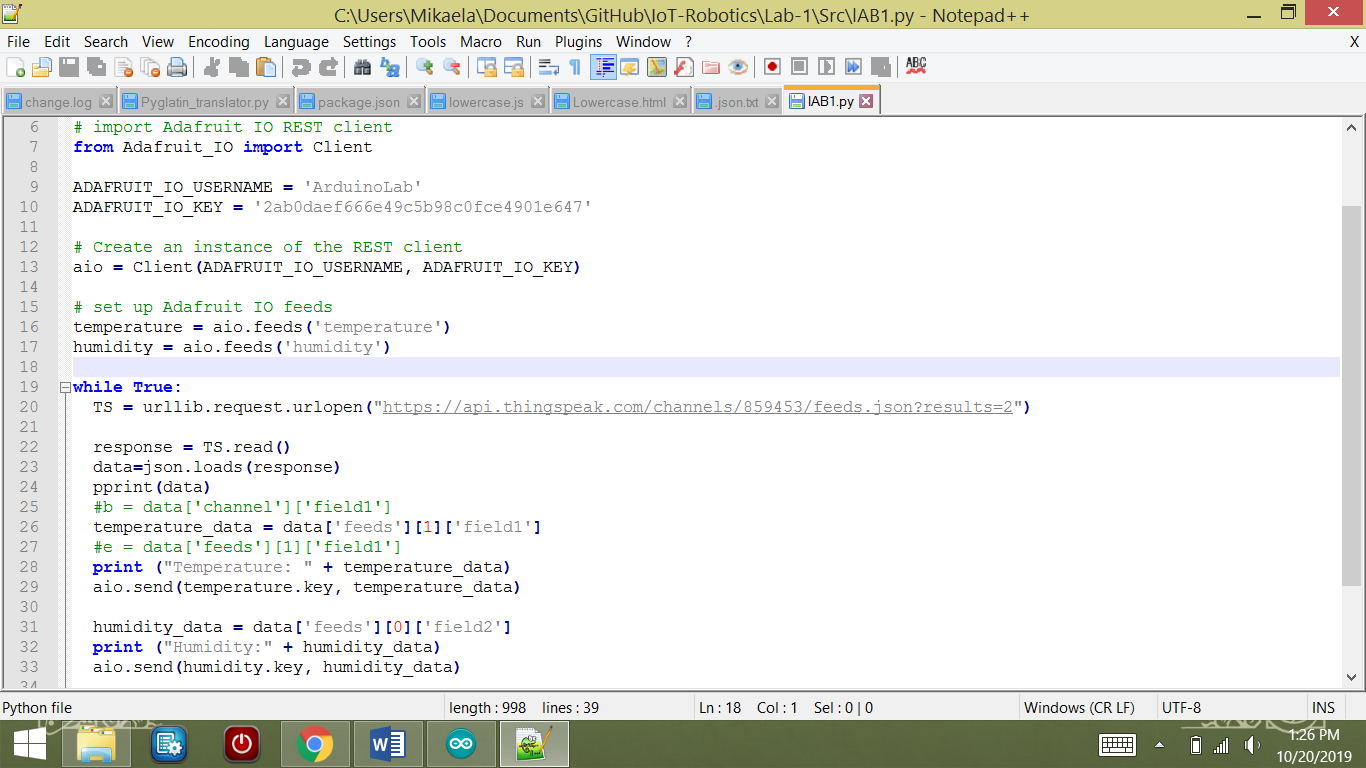 C:\Users\Mikaela\Documents\GitHub\IoT-Robotics\Lab-1\Src\lAB1.py - Notepad++
File Edit Search View Encoding Language Settings Tools Macro Run Plugins Window ? X
change.log Pyglatin_translator.py package.json lowercase.js Lowercase.html .json.txt lAB1.py
6 # import Adafruit IO REST client
7 from Adafruit_IO import Client
8
9 ADAFRUIT_IO_USERNAME = 'ArduinoLab'
10 ADAFRUIT_IO_KEY = '2ab0daef666e49c5b98c0fce4901e647'
11
12 # Create an instance of the REST client
13 aio = Client(ADAFRUIT_IO_USERNAME, ADAFRUIT_IO_KEY)
14
15 # set up Adafruit IO feeds
16 temperature = aio.feeds('temperature')
17 humidity = aio.feeds('humidity')
18
19 while True:
20 TS = urllib.request.urlopen("https://api.thingspeak.com/channels/859453/feeds.json?results=2")
21
22 response = TS.read()
23 data=json.loads(response)
24 pprint(data)
25 #b = data['channel']['field1']
26 temperature_data = data['feeds'][1]['field1']
27 #e = data['feeds'][1]['field1']
28 print ("Temperature: " + temperature_data)
29 aio.send(temperature.key, temperature_data)
30
31 humidity_data = data['feeds'][0]['field2']
32 print ("Humidity:" + humidity_data)
33 aio.send(humidity.key, humidity_data)
34
Python file length : 998 lines : 39 Ln : 18 Col : 1 Sel : 0 | 0 Windows (CR LF) UTF-8 INS
1:26 PM
10/20/2019